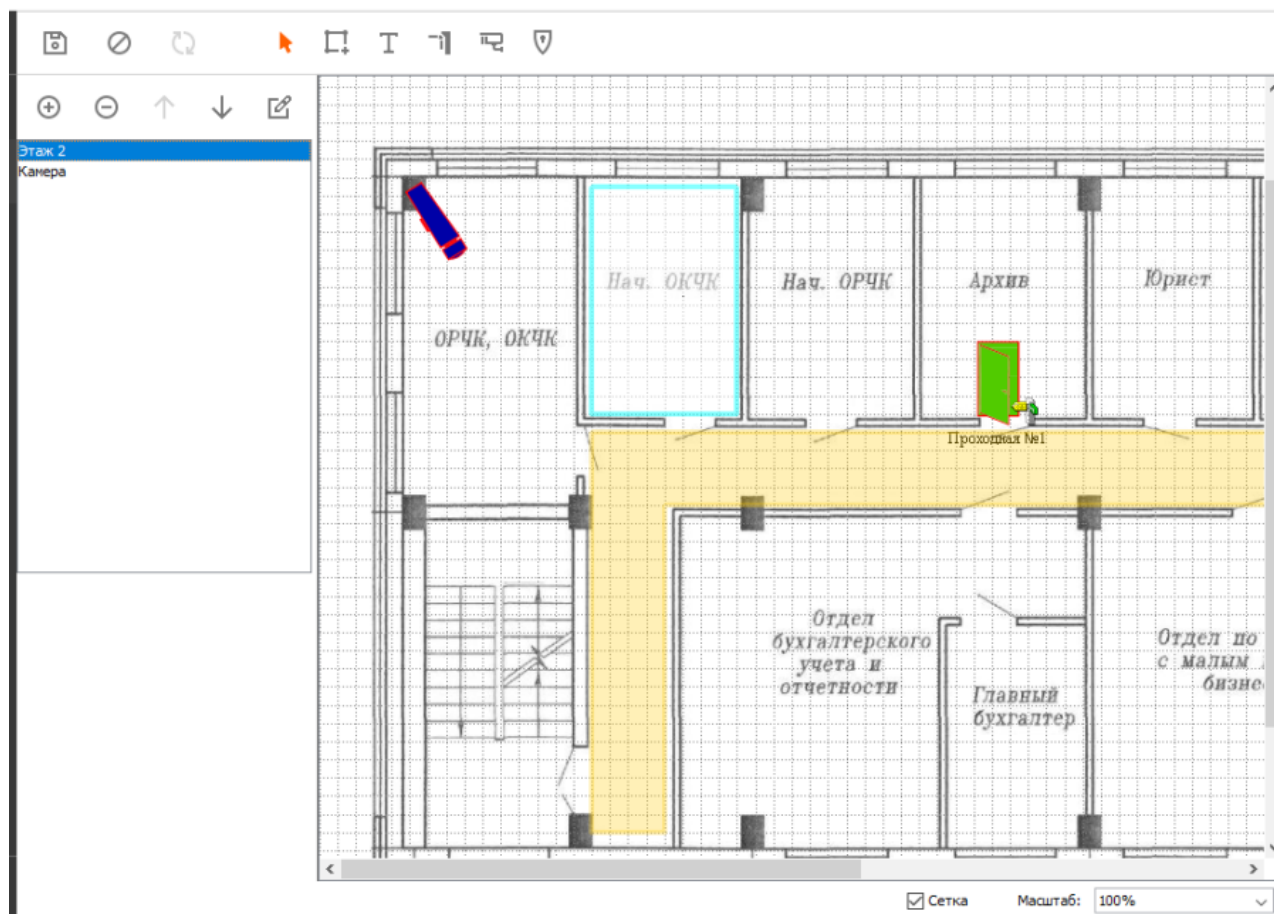 Этаж 2
Камера
Нач. ОКЧК
Нач. ОРЧК
Архив
Юрист
ОРЧК, ОКЧК
Проходная №1
Отдел
бухгалтерского
учета и
отчетности
Главный
бухгалтер
Отдел по
с малым
бизне
Сетка
Масштаб:
100%